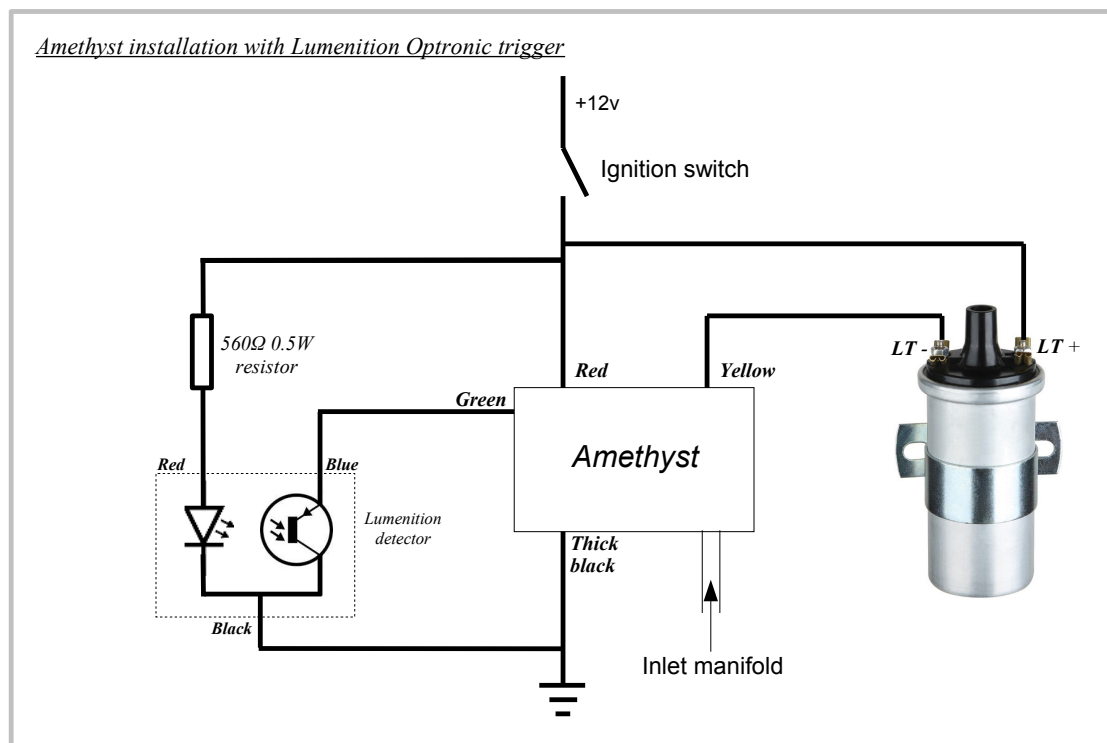 Amethyst installation with Lumenition Optronic trigger
+12v
Ignition switch
560Ω 0.5W
resistor
LT -
LT +
Red
Yellow
Green
Amethyst
Red
Blue
Lumenition
detector
Thick
black
Black
Inlet manifold